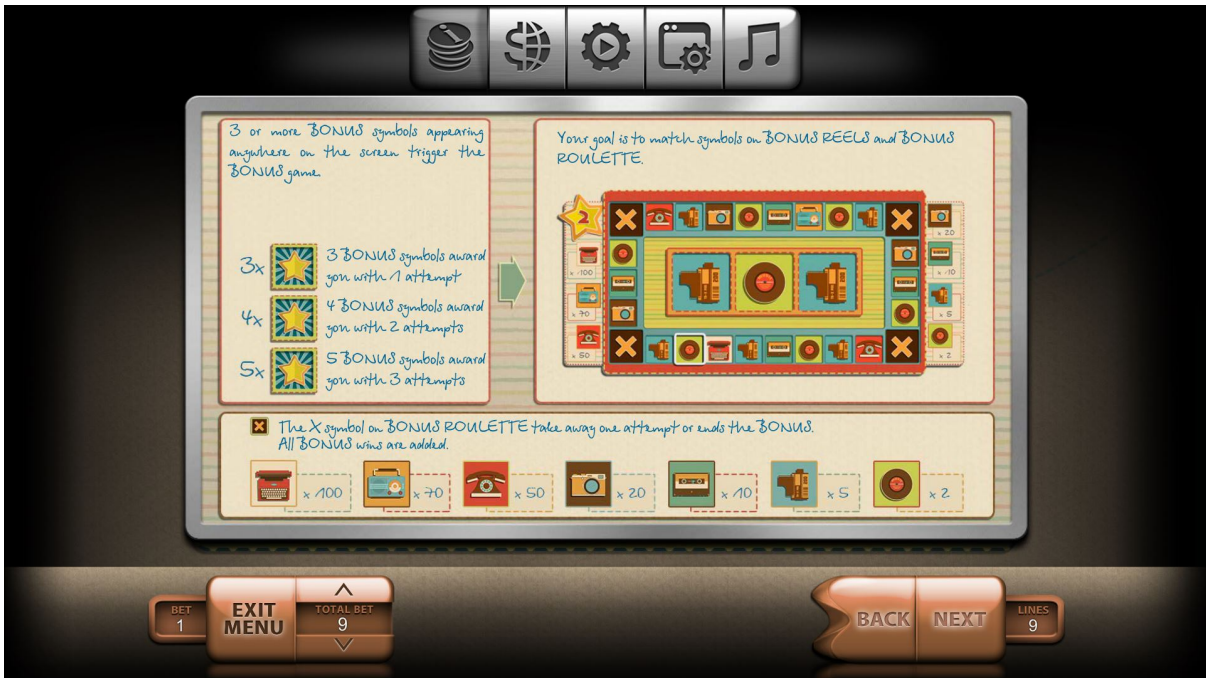 3 or more BONUS symbols appearing
anywhere on the screen trigger the
BONUS game.
3x
3 BONUS symbols award
you with 1 attempt
4x
4 BONUS symbols award
you with 2 attempts
5x
5 BONUS symbols award
you with 3 attempts
Your goal is to match symbols on BONUS REELS and BONUS
ROULETTE.
2
x 100
x 70
x 50
x 20
x 10
x 5
x 2
The X symbol on BONUS ROULETTE take away one attempt or ends the BONUS.
All BONUS wins are added.
x 100
x 70
x 50
x 20
x 10
x 5
x 2
BET
1
EXIT
MENU
TOTAL BET
9
BACK
NEXT
LINES
9